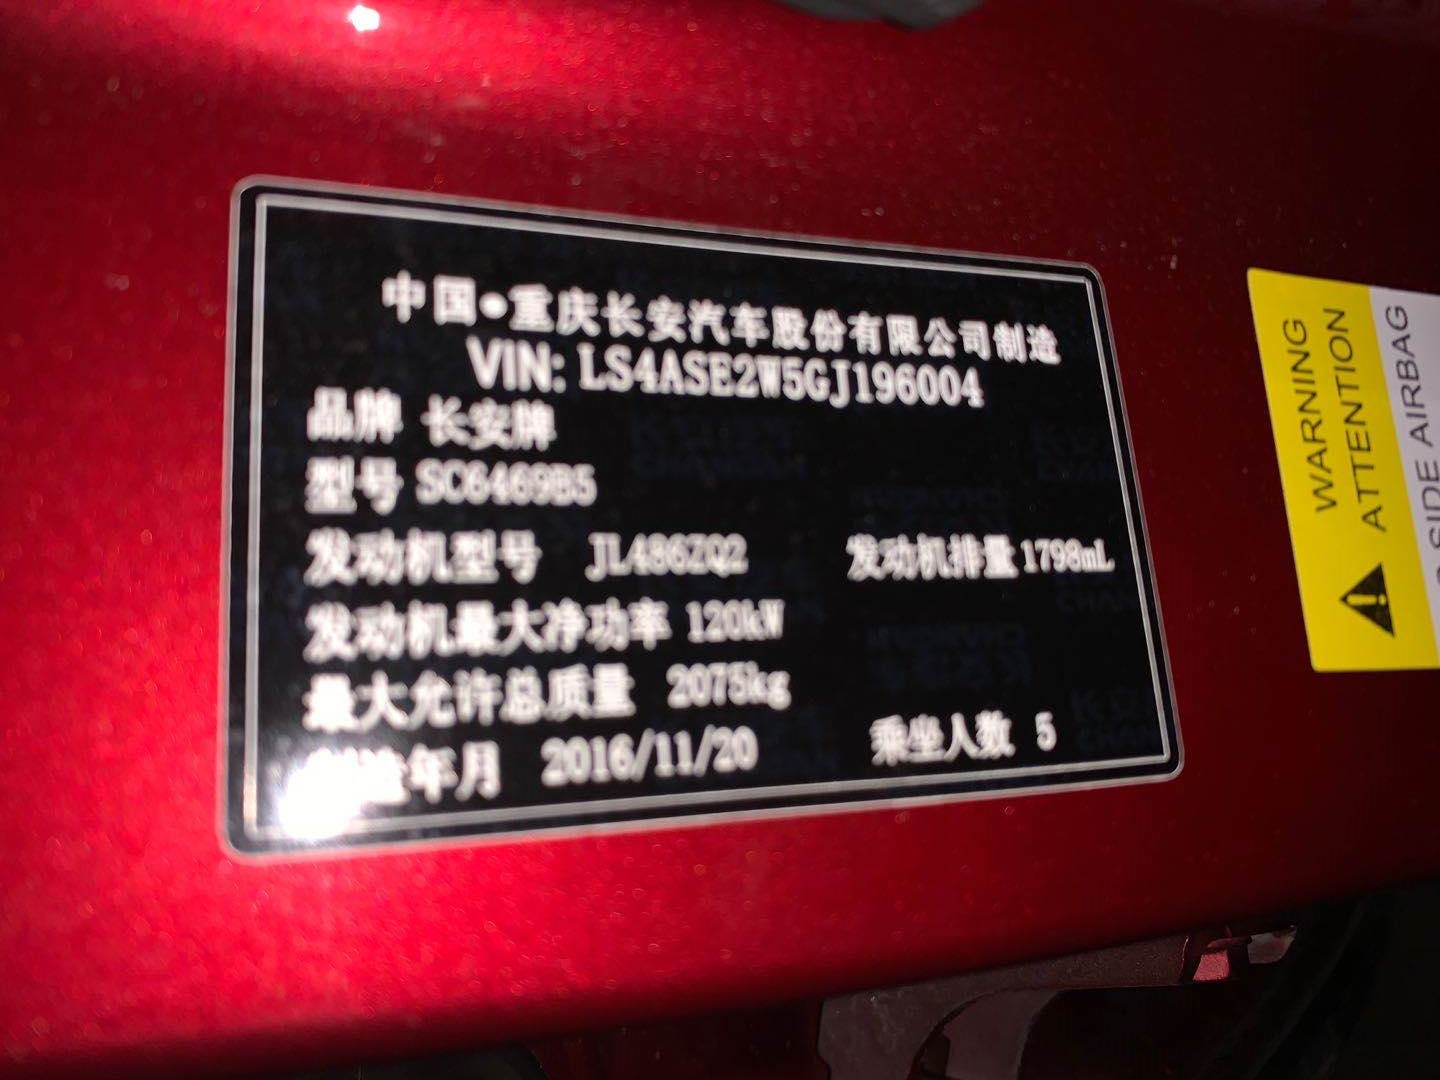 中国•重庆长安汽车股份有限公司制造
VIN: LS4ASE2W5GJ196004
品牌 长安牌
型号 SC6469B5
发动机型号 JL486ZQ2 发动机排量 1798mL
发动机最大净功率 120kW
最大允许总质量 2075kg
制造年月 2016/11/20 乘坐人数 5
WARNING
ATTENTION
SIDE AIRBAG